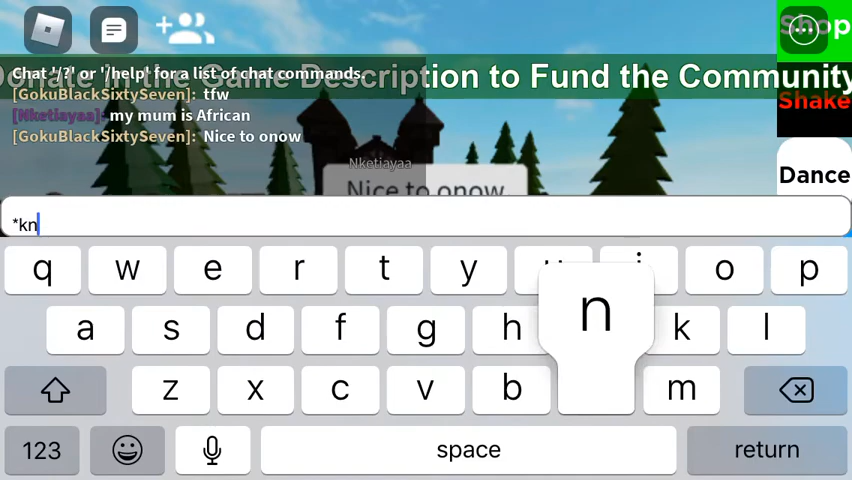 Shop
Donate in the Game Description to Fund the Community
Chat '/?' or '/help' for a list of chat commands.
[GokuBlackSixtySeven]: tfw
Shake
[Nketiayaa]: my mum is African
[GokuBlackSixtySeven]: Nice to onow
Nketiayaa
Dance
Nice to onow
*kn
q w e r t y u i o p
a s d f g h k l
n
z x c v b m
123 space return